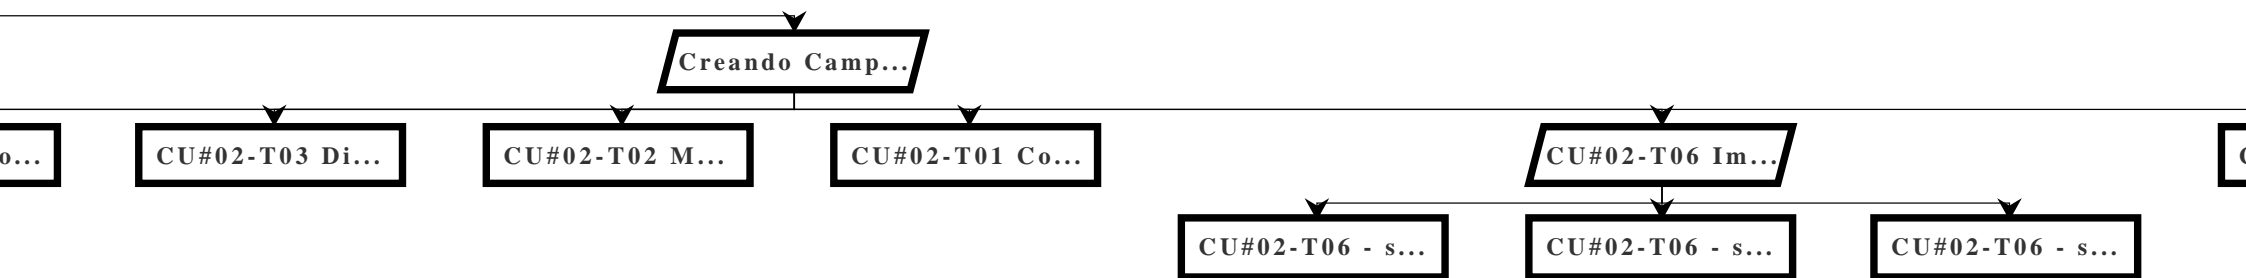 Creando Camp...
o...
CU#02-T03 Di...
CU#02-T02 M...
CU#02-T01 Co...
CU#02-T06 Im...
CU#02-T06 - s...
CU#02-T06 - s...
CU#02-T06 - s...